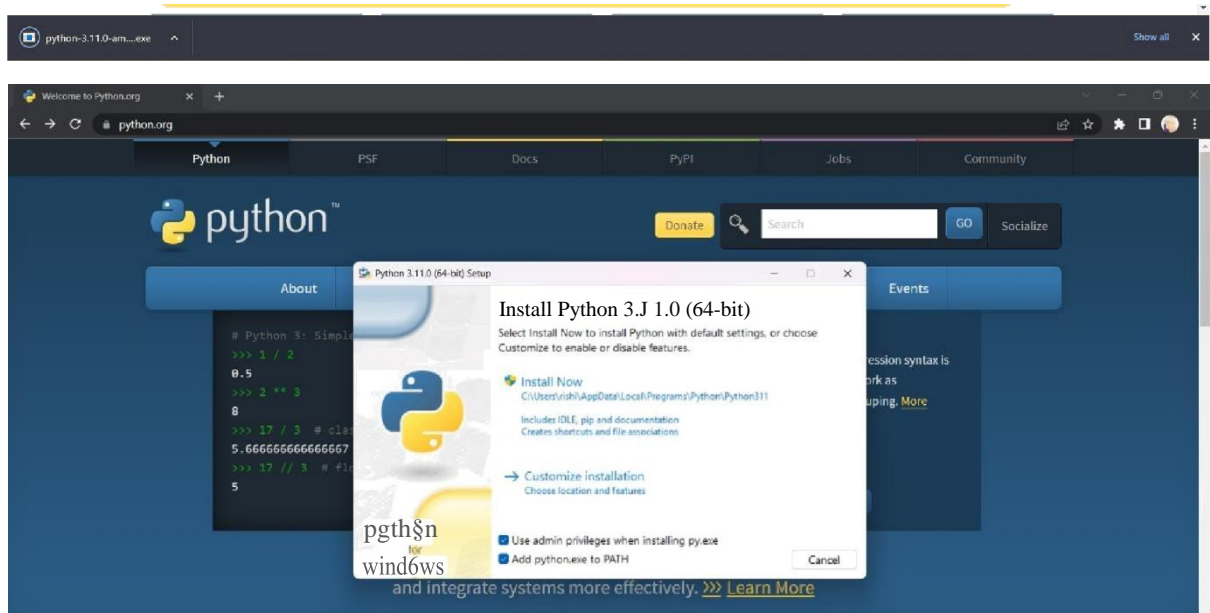 python-3.11.0-am....exe
Show all
Welcome to Python.org
python.org
Python PSF Docs PyPI Jobs Community
python™
Donate Search GO Socialize
About Events
Python 3.11.0 (64-bit) Setup
Install Python 3.J 1.0 (64-bit)
Select Install Now to install Python with default settings, or choose
Customize to enable or disable features.
Install Now
C:\Users\rishi\AppData\Local\Programs\Python\Python311
Includes IDLE, pip and documentation
Creates shortcuts and file associations
Customize installation
Choose location and features
Use admin privileges when installing py.exe
Add python.exe to PATH
Cancel
pgth§n
for
wind6ws
# Python 3: Simple
>>> 1 / 2
0.5
>>> 2 ** 3
8
>>> 17 / 3 # cla
5.666666666666667
>>> 17 // 3 # flo
5
ression syntax is
ork as
uping. More
and integrate systems more effectively. >>> Learn More